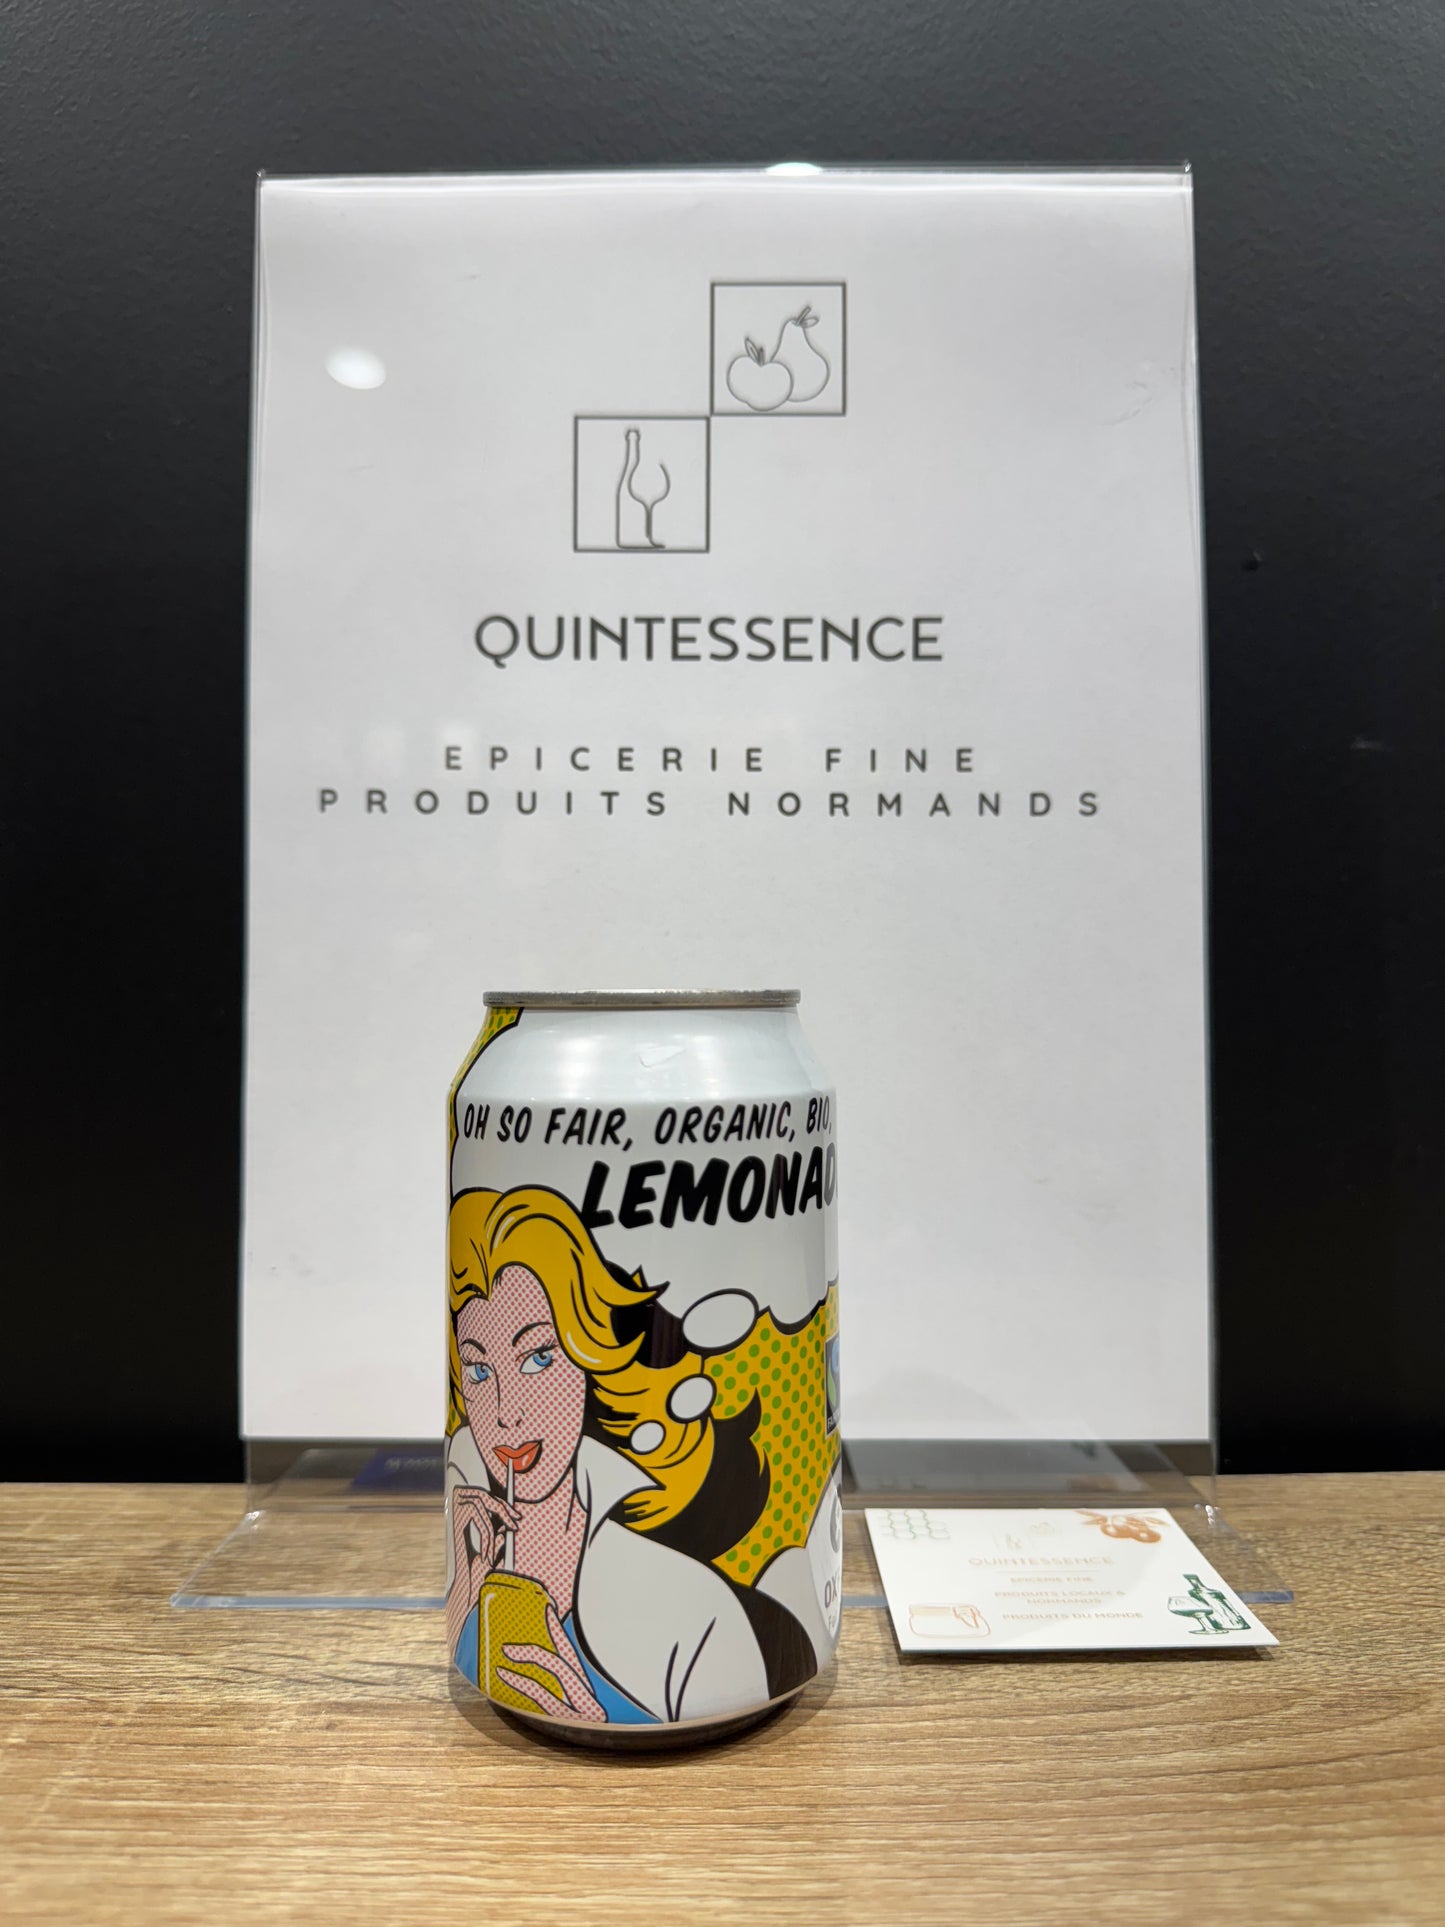 QUINTESSENCE
EPICERIE FINE
PRODUITS NORMANDS
OH SO FAIR, ORGANIC, BIO,
LEMONAD
QUINTESSENCE
EPICERIE FINE
PRODUITS LOCAUX &
NORMANDS
PRODUITS DU MONDE